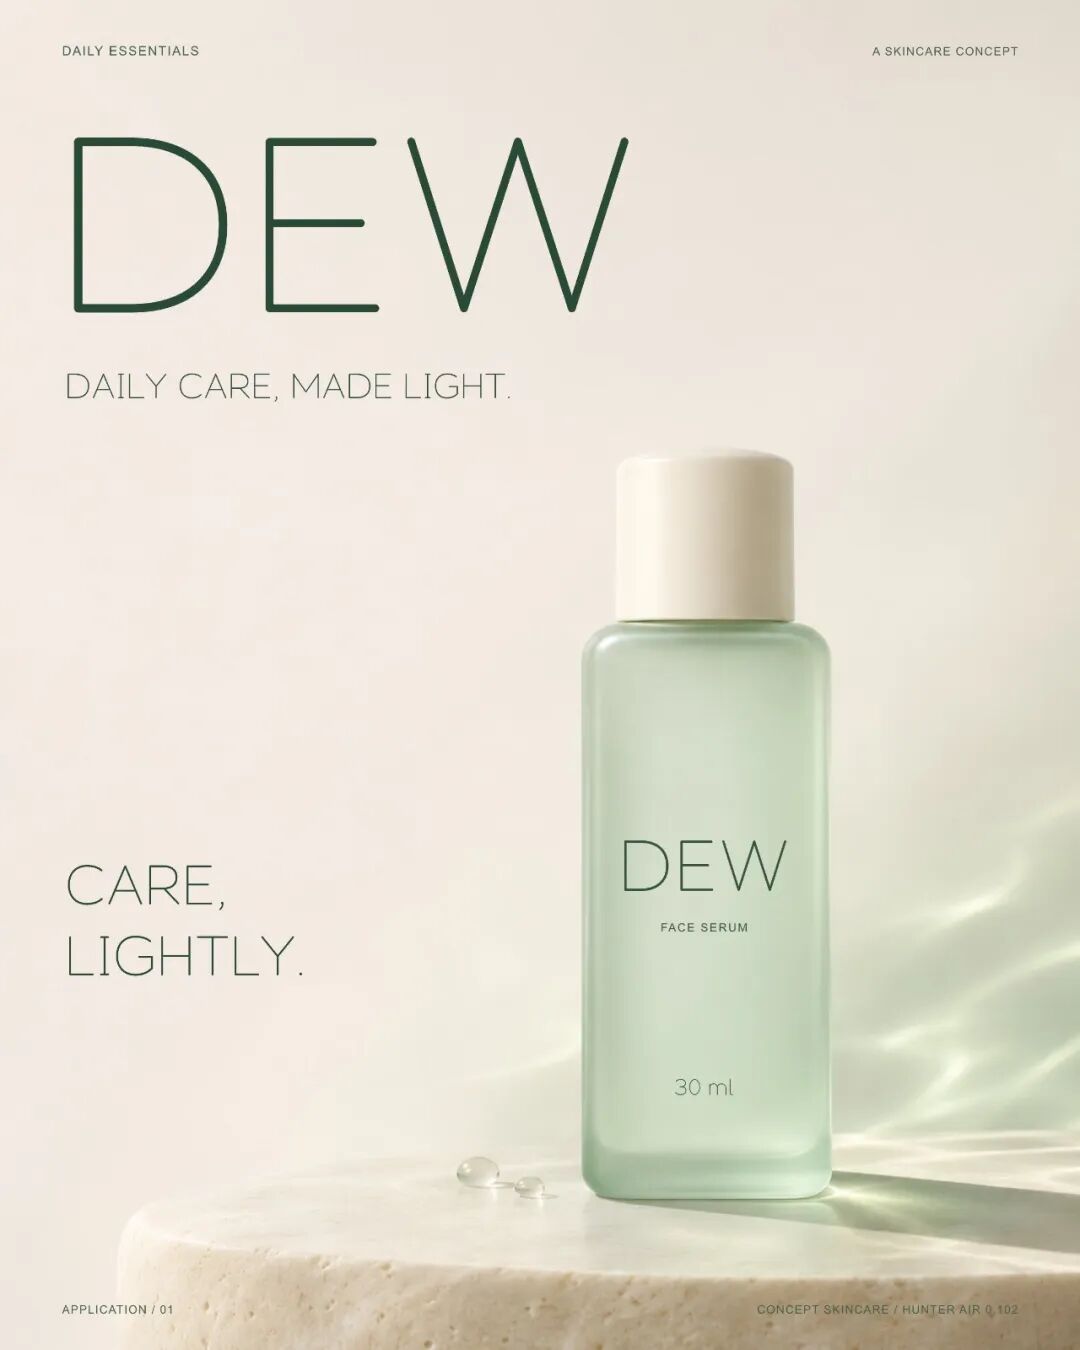 DAILY ESSENTIALS
A SKINCARE CONCEPT
DEW
DAILY CARE, MADE LIGHT.
CARE,
LIGHTLY.
DEW
FACE SERUM
30 ml
APPLICATION / 01
CONCEPT SKINCARE / HUNTER AIR 0.102